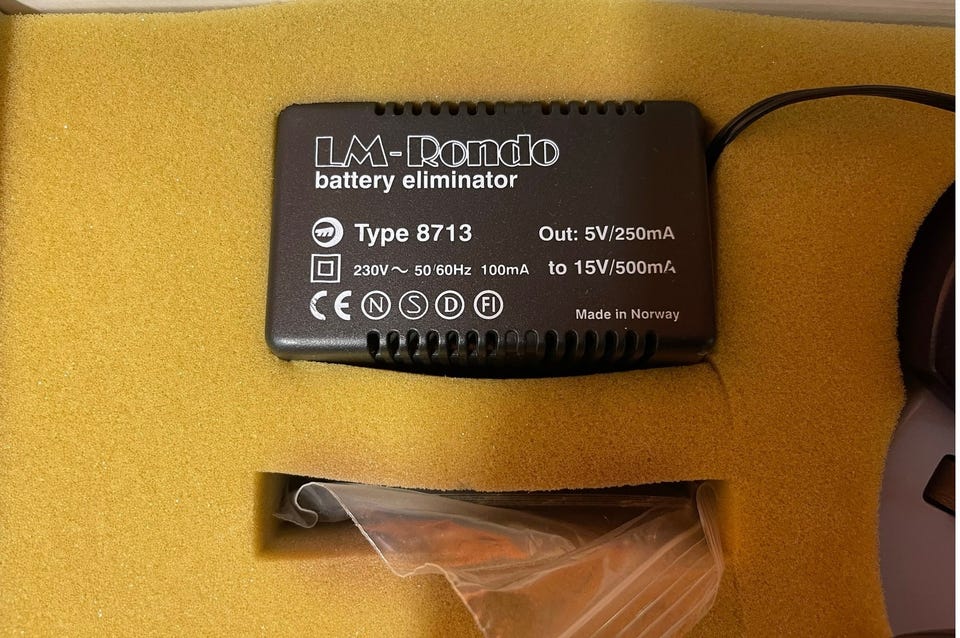 LM-Rondo
battery eliminator
Type 8713 Out: 5V/250mA
230V~ 50/60Hz 100mA to 15V/500mA
CE N S D FI Made in Norway